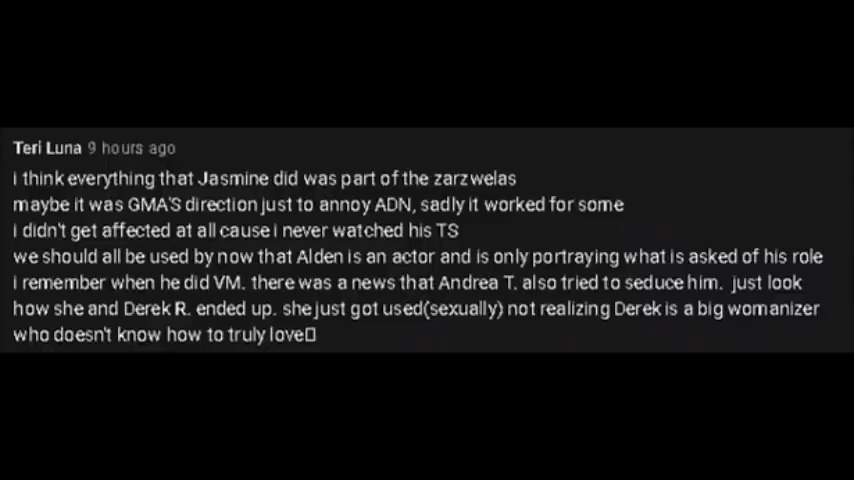 Teri Luna 9 hours ago
i think everything that Jasmine did was part of the zarzwelas
maybe it was GMA'S direction just to annoy ADN, sadly it worked for some
i didn't get affected at all cause i never watched his TS
we should all be used by now that Alden is an actor and is only portraying what is asked of his role
i remember when he did VM. there was a news that Andrea T. also tried to seduce him. just look
how she and Derek R. ended up. she just got used(sexually) not realizing Derek is a big womanizer
who doesn't know how to truly love▯